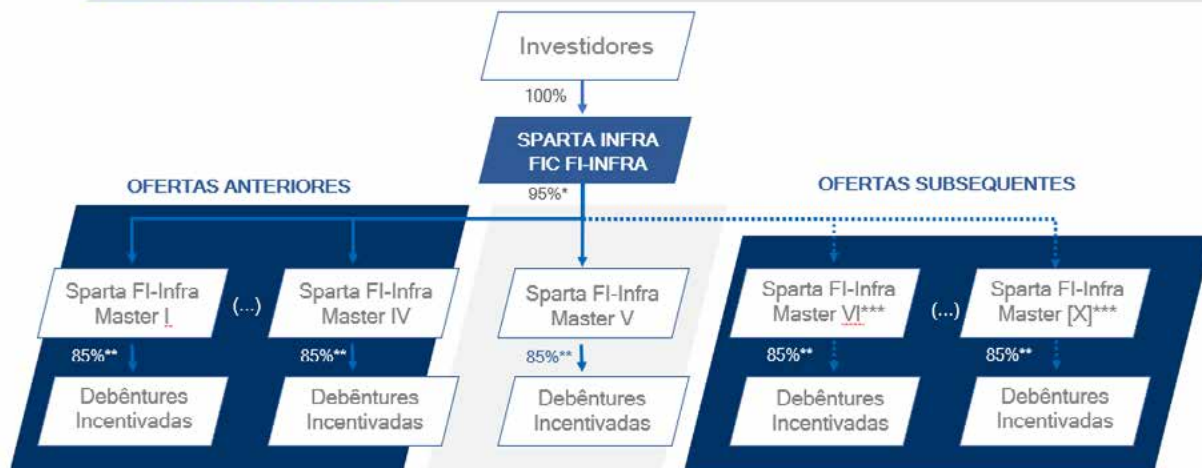 Investidores
100%
SPARTA INFRA
FIC FI-INFRA
95%*
OFERTAS ANTERIORES
OFERTAS SUBSEQUENTES
Sparta FI-Infra
Master I
(...)
Sparta FI-Infra
Master IV
Sparta FI-Infra
Master V
Sparta FI-Infra
Master VI***
(...)
Sparta FI-Infra
Master [X]***
85%**
85%**
85%**
85%**
85%**
Debêntures
Incentivadas
Debêntures
Incentivadas
Debêntures
Incentivadas
Debêntures
Incentivadas
Debêntures
Incentivadas